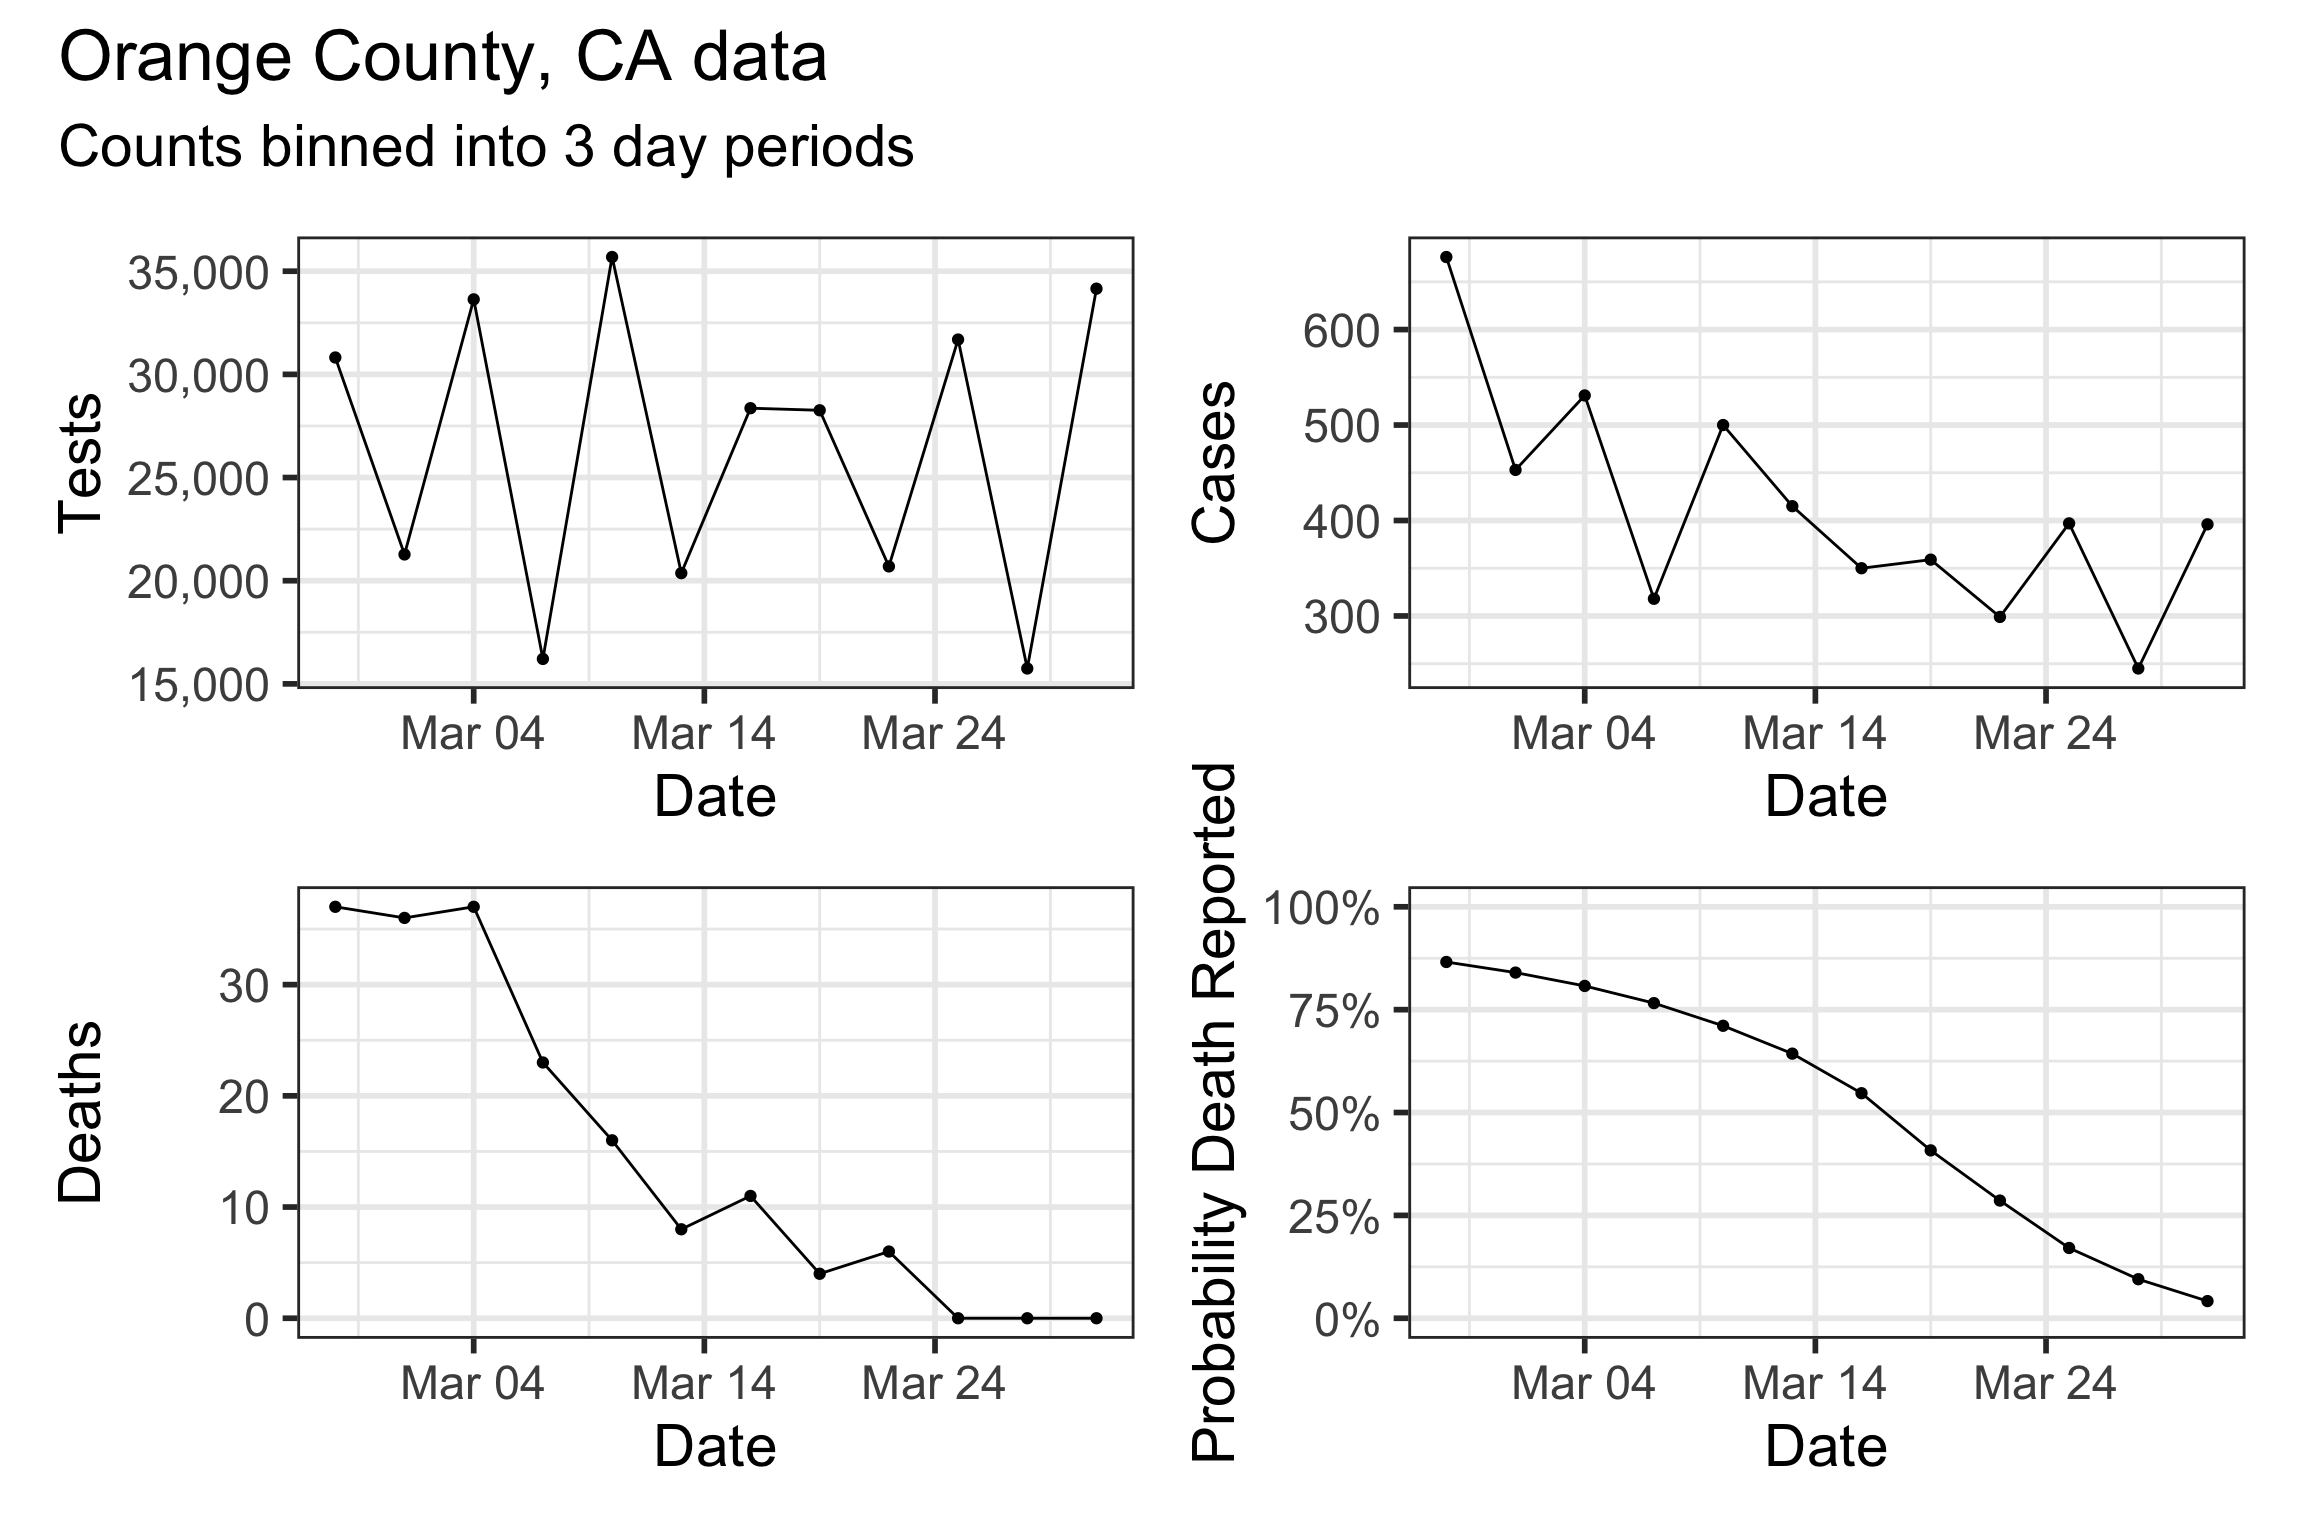 Orange County, CA data
Counts binned into 3 day periods
Tests
35,000
30,000
25,000
20,000
15,000
Mar 04 Mar 14 Mar 24
Date
Cases
600
500
400
300
Mar 04 Mar 14 Mar 24
Date
Deaths
30
20
10
0
Mar 04 Mar 14 Mar 24
Date
Probability Death Reported
100%
75%
50%
25%
0%
Mar 04 Mar 14 Mar 24
Date